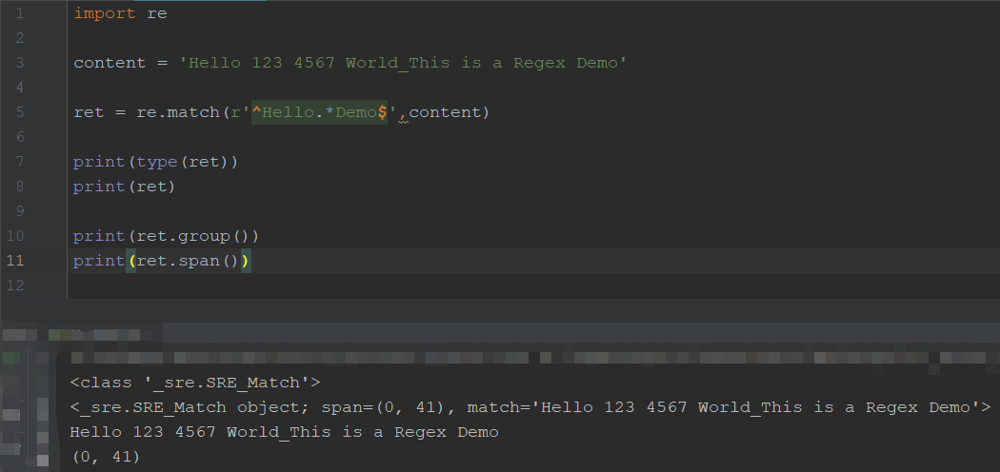 1 import re
2
3 content = 'Hello 123 4567 World_This is a Regex Demo'
4
5 ret = re.match(r'^Hello.*Demo$',content)
6
7 print(type(ret))
8 print(ret)
9
10 print(ret.group())
11 print(ret.span())
12
<class '_sre.SRE_Match'>
<_sre.SRE_Match object; span=(0, 41), match='Hello 123 4567 World_This is a Regex Demo'>
Hello 123 4567 World_This is a Regex Demo
(0, 41)